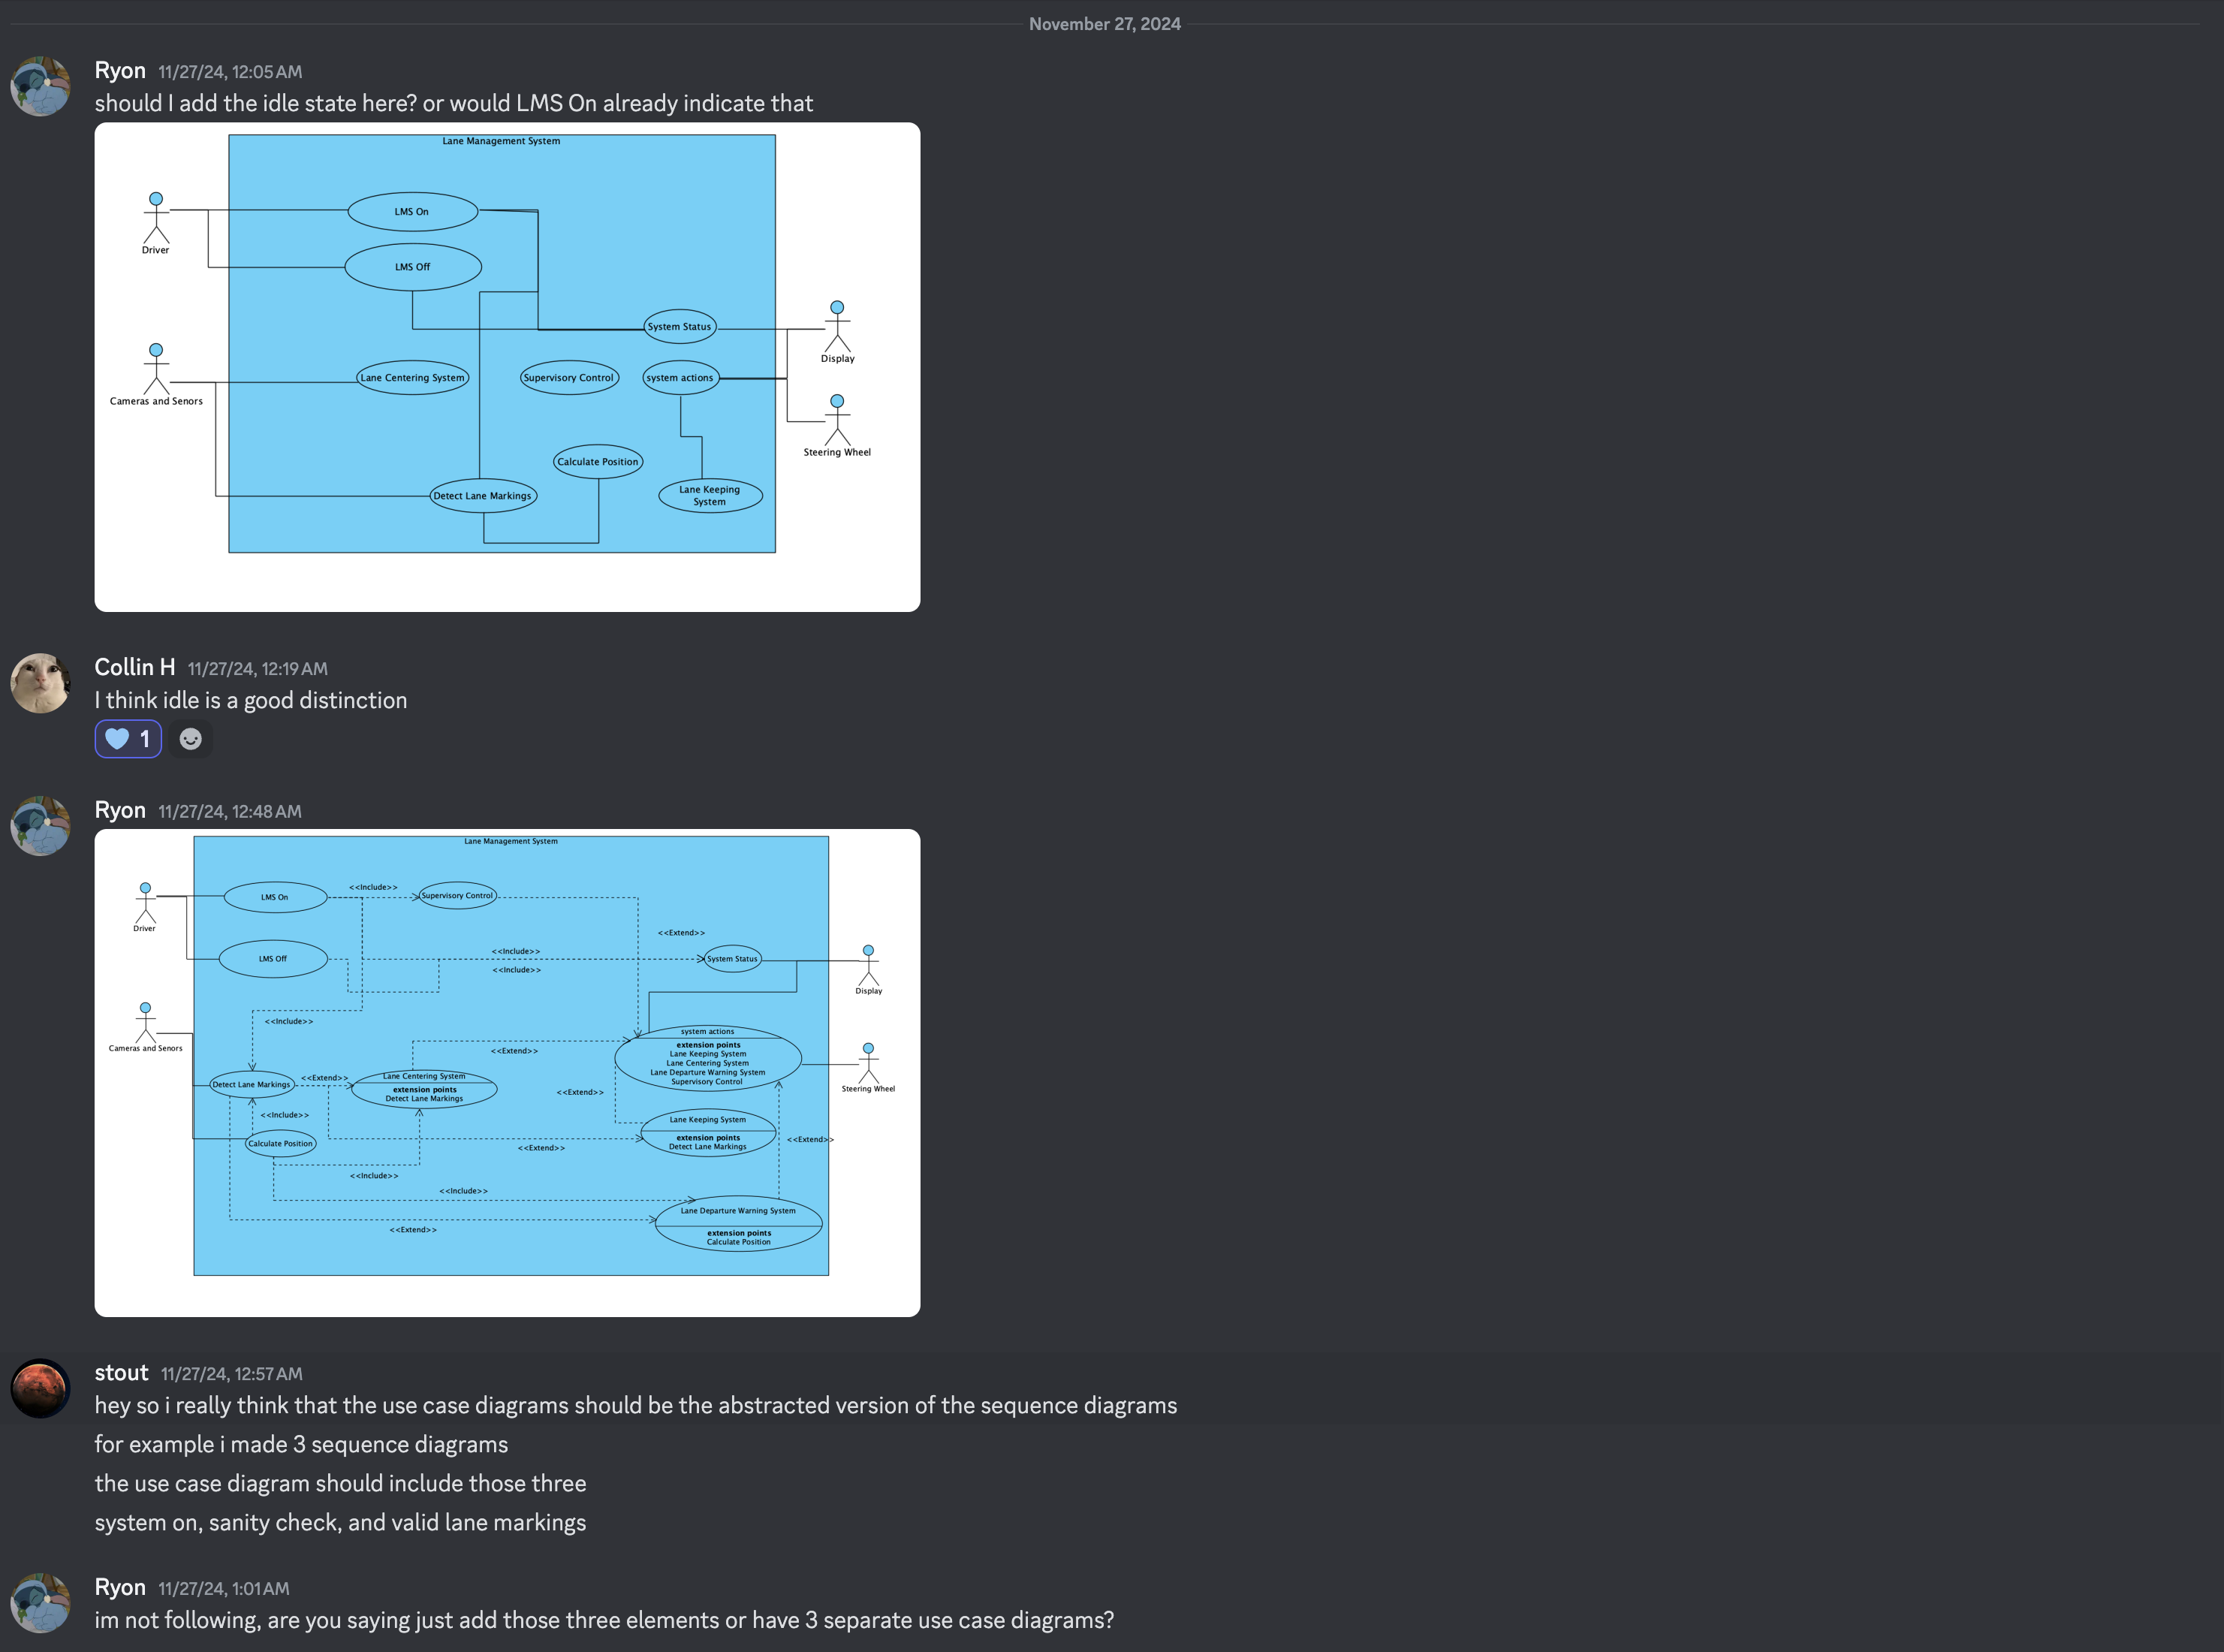 November 27, 2024
Ryon 11/27/24, 12:05 AM
should I add the idle state here? or would LMS On already indicate that
Lane Management System
LMS On
Driver
LMS Off
System Status
Display
Lane Centering System
Supervisory Control
system actions
Cameras and Senors
Steering Wheel
Calculate Position
Detect Lane Markings
Lane Keeping
System
Collin H 11/27/24, 12:19 AM
I think idle is a good distinction
1
Ryon 11/27/24, 12:48 AM
Lane Management System
<<Include>>
LMS On
Supervisory Control
Driver
<<Extend>>
<<Include>>
LMS Off
System Status
<<Include>>
Display
<<Include>>
Cameras and Senors
system actions
extension points
Lane Keeping System
Lane Centering System
Lane Departure Warning System
Supervisory Control
<<Extend>>
Steering Wheel
Detect Lane Markings
<<Extend>>
Lane Centering System
extension points
Detect Lane Markings
<<Extend>>
<<Include>>
Calculate Position
Lane Keeping System
extension points
Detect Lane Markings
<<Extend>>
<<Extend>>
<<Include>>
<<Include>>
Lane Departure Warning System
extension points
Calculate Position
<<Extend>>
stout 11/27/24, 12:57 AM
hey so i really think that the use case diagrams should be the abstracted version of the sequence diagrams
for example i made 3 sequence diagrams
the use case diagram should include those three
system on, sanity check, and valid lane markings
Ryon 11/27/24, 1:01 AM
im not following, are you saying just add those three elements or have 3 separate use case diagrams?